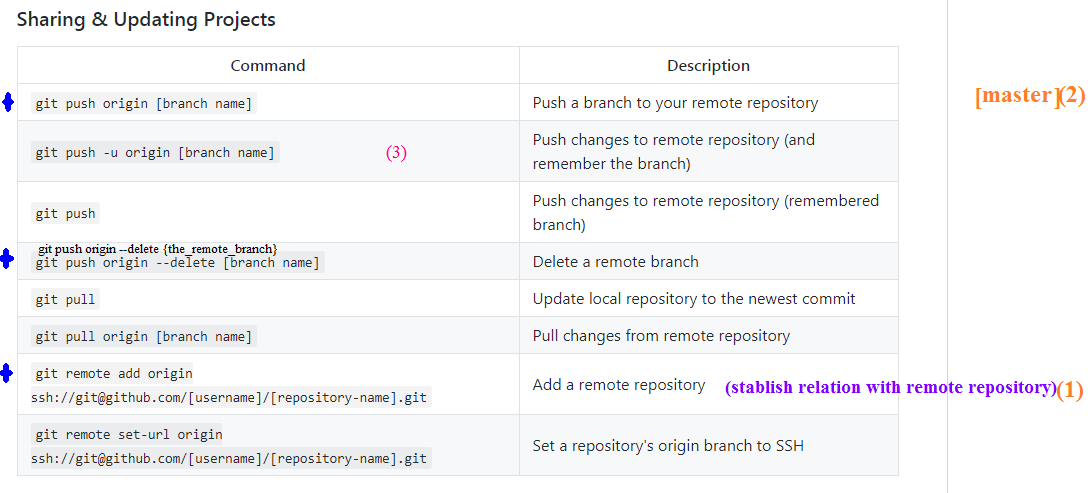 Sharing & Updating Projects
Command Description
git push origin [branch name] Push a branch to your remote repository [master](2)
git push -u origin [branch name] (3) Push changes to remote repository (and
remember the branch)
git push Push changes to remote repository (remembered
branch)
git push origin --delete {the_remote_branch}
git push origin --delete [branch name] Delete a remote branch
git pull Update local repository to the newest commit
git pull origin [branch name] Pull changes from remote repository
git remote add origin
ssh://git@github.com/[username]/[repository-name].git Add a remote repository (stablish relation with remote repository)(1)
git remote set-url origin
ssh://git@github.com/[username]/[repository-name].git Set a repository's origin branch to SSH